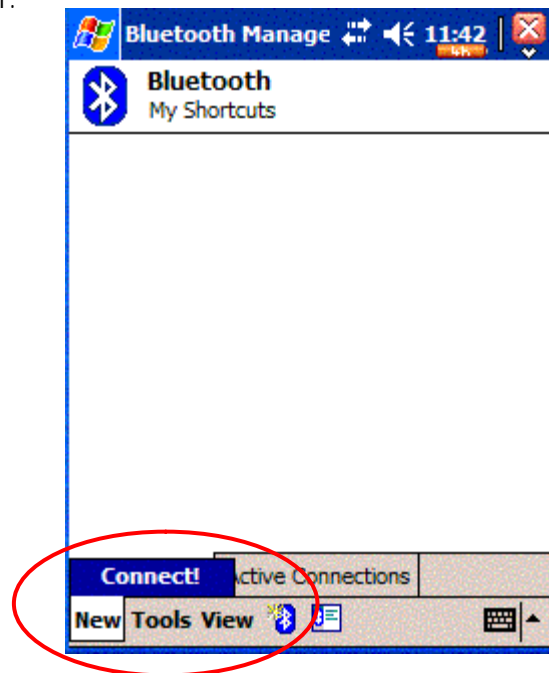 Bluetooth Manage 11:42
Bluetooth
My Shortcuts
Connect! Active Connections
New Tools View